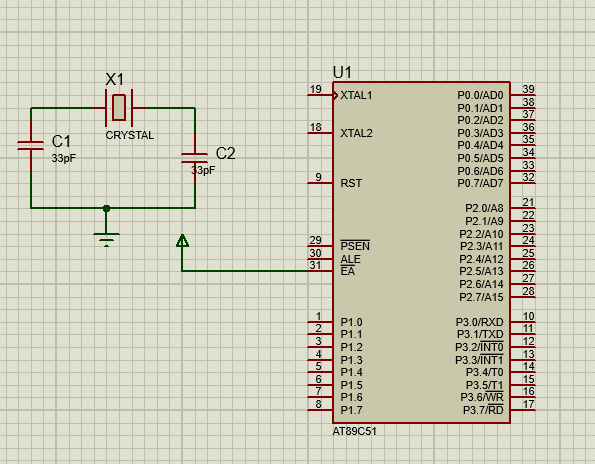 U1
X1
CRYSTAL
C1
33pF
C2
33pF
19 XTAL1
18 XTAL2
9 RST
29 PSEN
30 ALE
31 EA
1 P1.0
2 P1.1
3 P1.2
4 P1.3
5 P1.4
6 P1.5
7 P1.6
8 P1.7
P0.0/AD0 39
P0.1/AD1 38
P0.2/AD2 37
P0.3/AD3 36
P0.4/AD4 35
P0.5/AD5 34
P0.6/AD6 33
P0.7/AD7 32
P2.0/A8 21
P2.1/A9 22
P2.2/A10 23
P2.3/A11 24
P2.4/A12 25
P2.5/A13 26
P2.6/A14 27
P2.7/A15 28
P3.0/RXD 10
P3.1/TXD 11
P3.2/INT0 12
P3.3/INT1 13
P3.4/T0 14
P3.5/T1 15
P3.6/WR 16
P3.7/RD 17
AT89C51